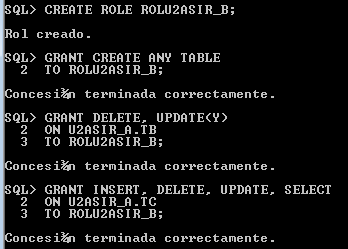 SQL> CREATE ROLE ROLU2ASIR_B;
Rol creado.
SQL> GRANT CREATE ANY TABLE
2 TO ROLU2ASIR_B;
Concesi¾n terminada correctamente.
SQL> GRANT DELETE, UPDATE(Y)
2 ON U2ASIR_A.TB
3 TO ROLU2ASIR_B;
Concesi¾n terminada correctamente.
SQL> GRANT INSERT, DELETE, UPDATE, SELECT
2 ON U2ASIR_A.TC
3 TO ROLU2ASIR_B;
Concesi¾n terminada correctamente.